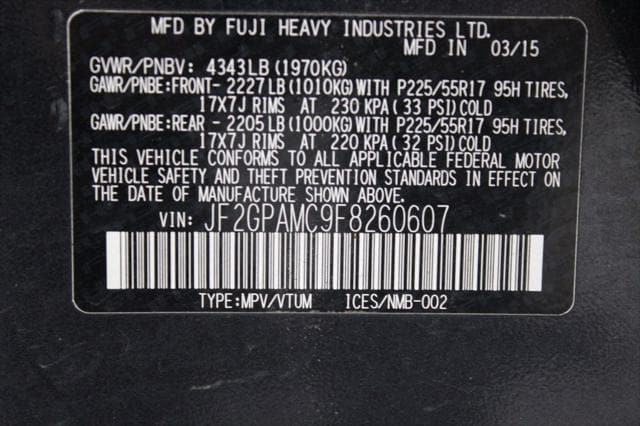 MFD BY FUJI HEAVY INDUSTRIES LTD.
MFD IN 03/15
GVWR/PNBV: 4343LB (1970KG)
GAWR/PNBE:FRONT- 2227LB (1010KG)WITH P225/55R17 95H TIRES,
17X7J RIMS AT 230 KPA (33 PSI)COLD
GAWR/PNBE:REAR - 2205LB (1000KG)WITH P225/55R17 95H TIRES,
17X7J RIMS AT 220 KPA (32 PSI)COLD
THIS VEHICLE CONFORMS TO ALL APPLICABLE FEDERAL MOTOR
VEHICLE SAFETY AND THEFT PREVENTION STANDARDS IN EFFECT ON
THE DATE OF MANUFACTURE SHOWN ABOVE.
VIN: JF2GPAMC9F8260607
TYPE:MPV/VTUM ICES/NMB-002